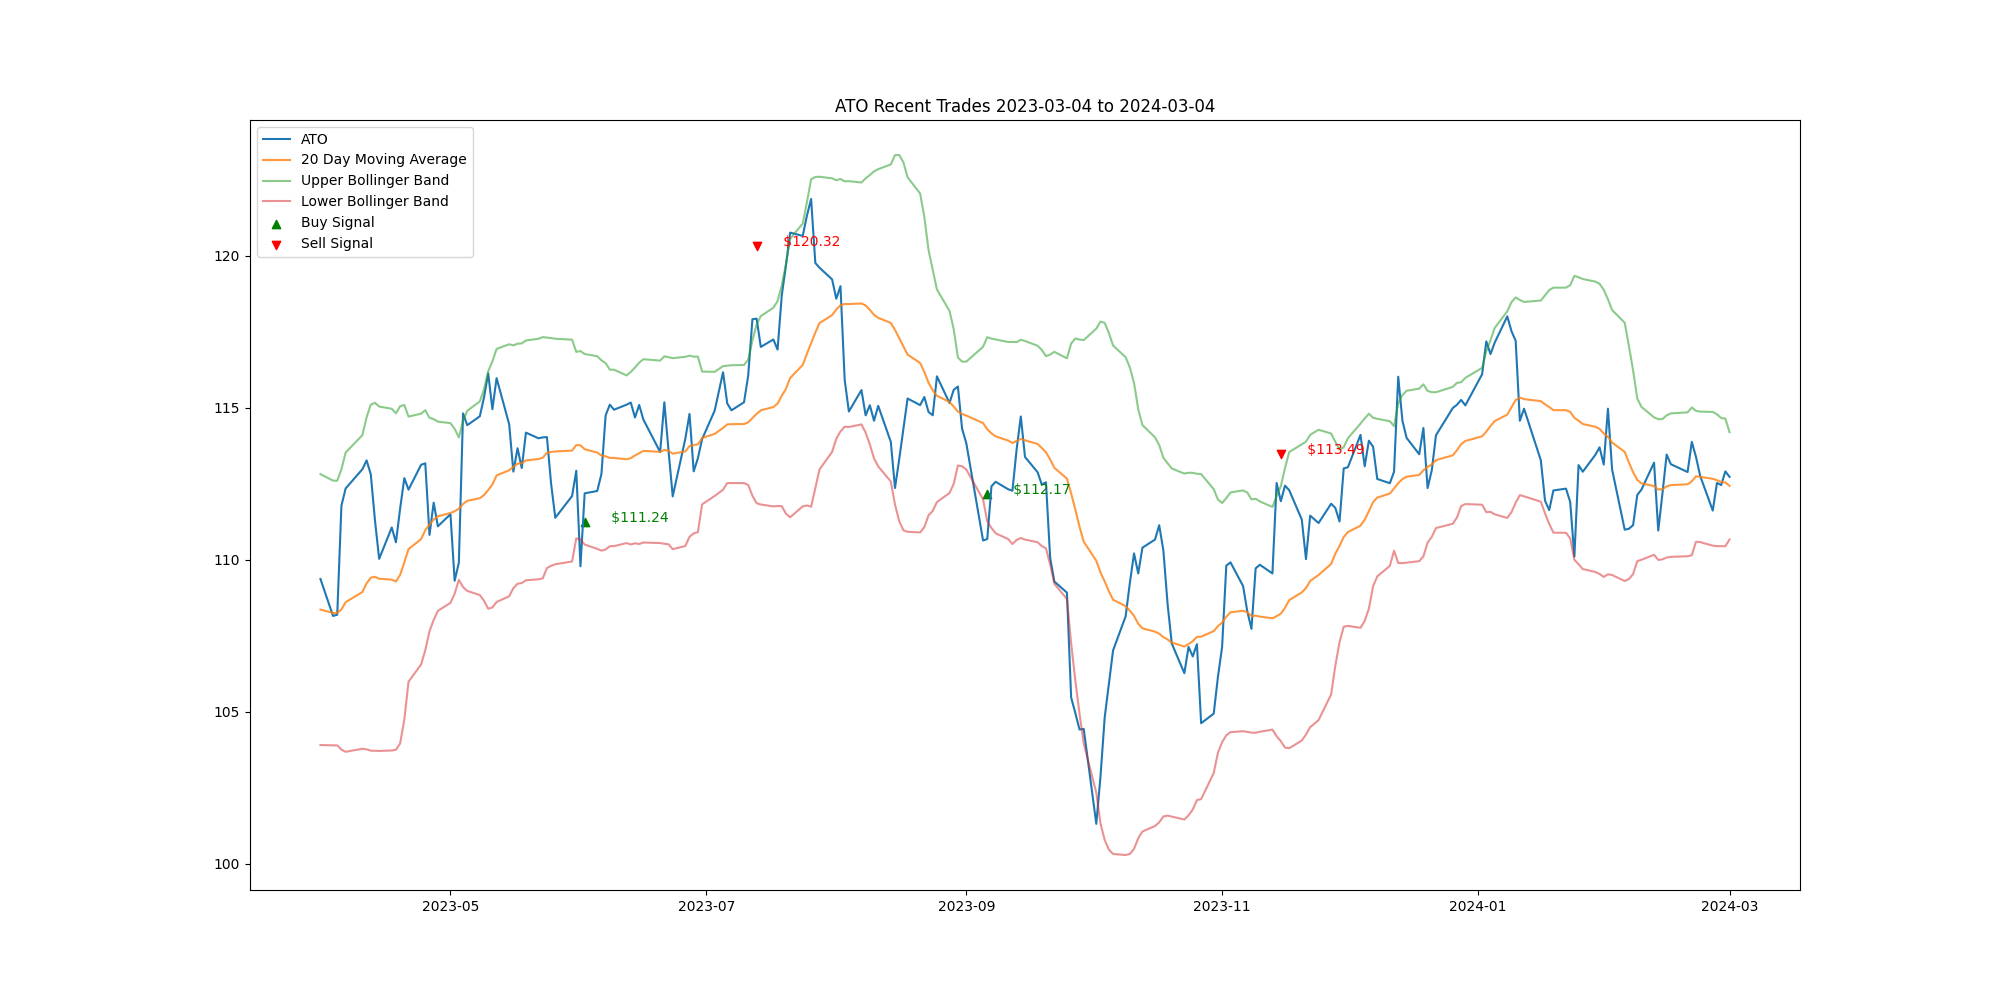 ATO Recent Trades 2023-03-04 to 2024-03-04
ATO
20 Day Moving Average
Upper Bollinger Band
Lower Bollinger Band
Buy Signal
Sell Signal
$120.32
$113.49
$112.17
$111.24
120
115
110
105
100
2023-05
2023-07
2023-09
2023-11
2024-01
2024-03